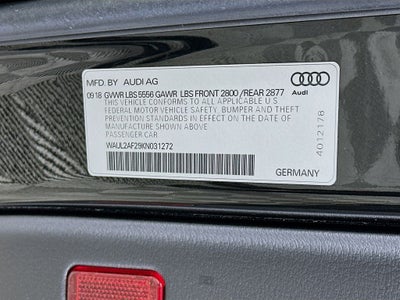 MFD. BY AUDI AG
09 18 GVWR LBS 5556 GAWR LBS FRONT 2800 /REAR 2877
THIS VEHICLE CONFORMS TO ALL APPLICABLE U.S.
FEDERAL MOTOR VEHICLE SAFETY, BUMPER AND THEFT
PREVENTION STANDARDS IN EFFECT ON THE DATE OF
MANUFACTURE SHOWN ABOVE.
PASSENGER CAR
WAUL2AF29KN031272
Audi
4012178
GERMANY